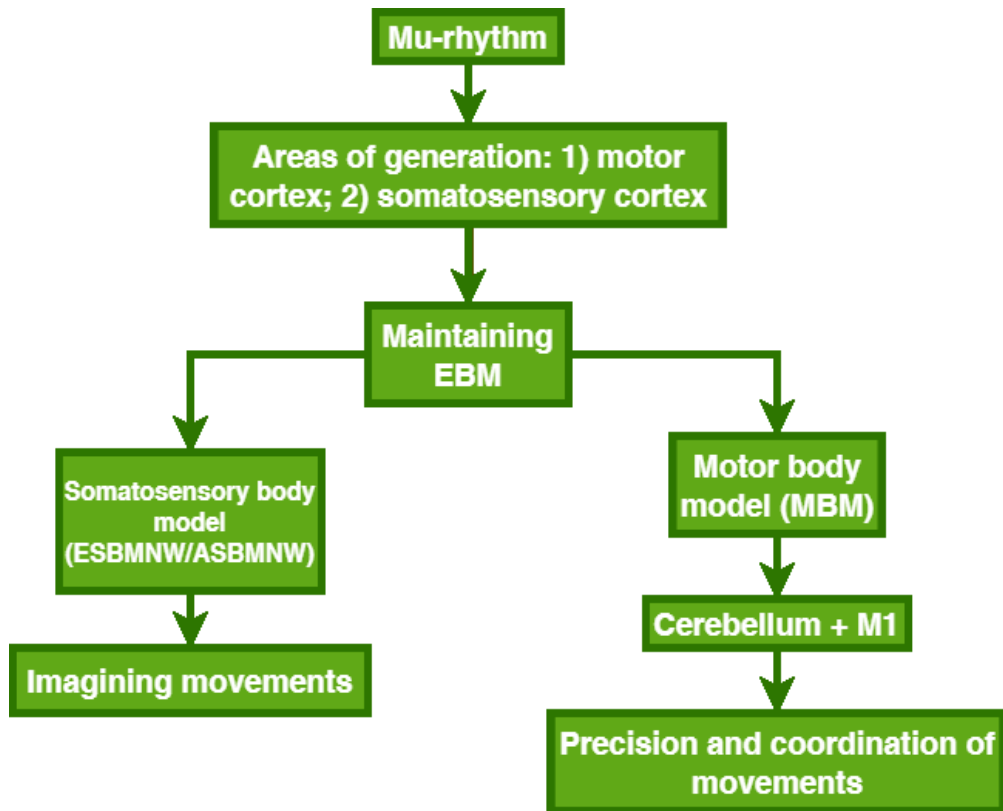 Mu-rhythm
Areas of generation: 1) motor
cortex; 2) somatosensory cortex
Maintaining
EBM
Somatosensory body
model
(ESBMNW/ASBMNW)
Imagining movements
Motor body
model (MBM)
Cerebellum + M1
Precision and coordination of
movements